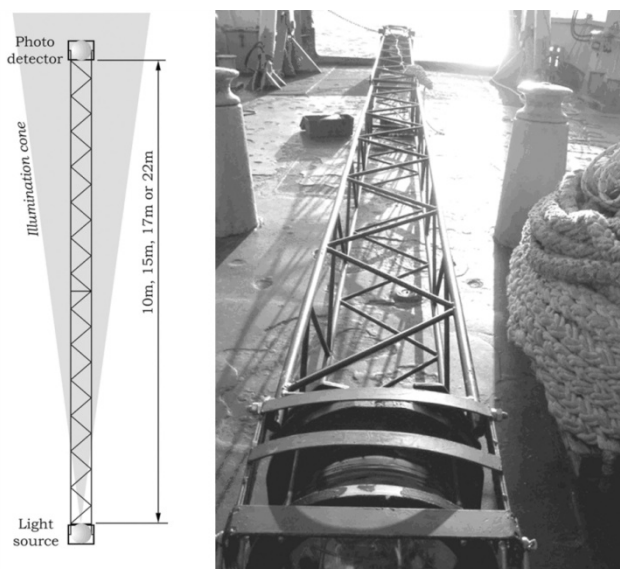 Photo
detector
Illumination cone
10m, 15m, 17m or 22m
Light
source